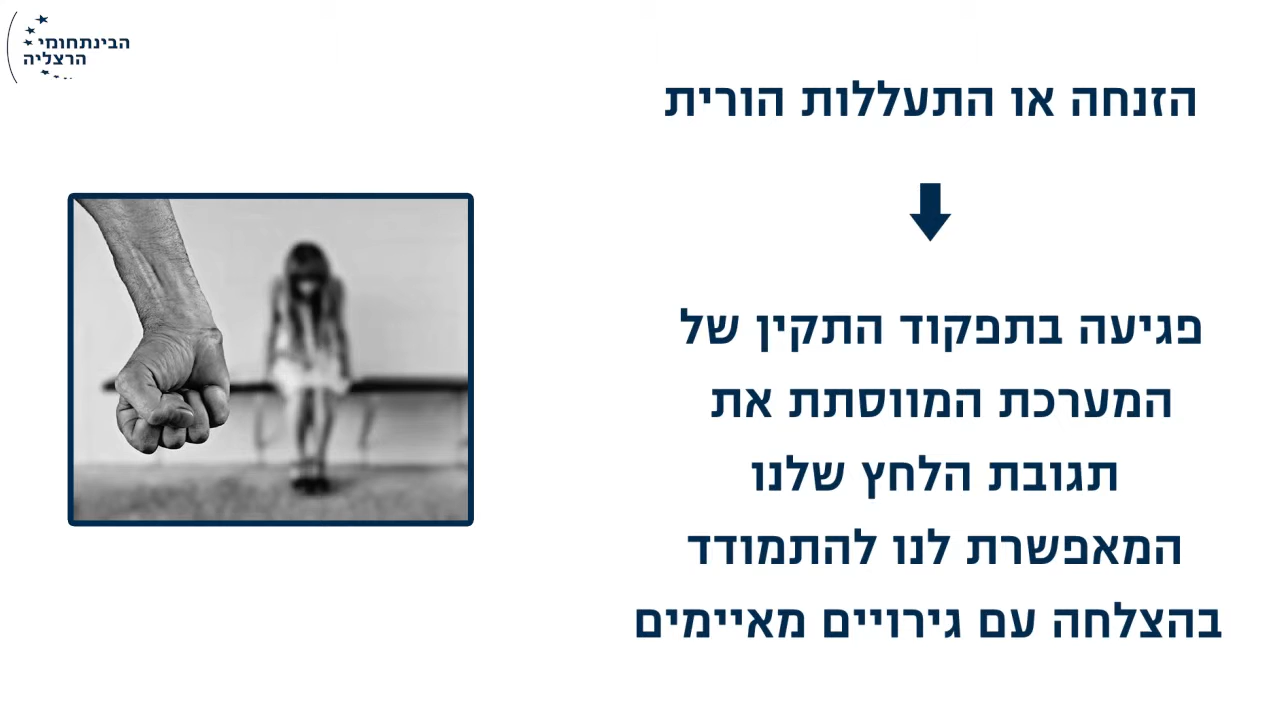 הבינתחומי
הרצליה
הזנחה או התעללות הורית
פגיעה בתפקוד התקין של
המערכת המווסתת את
תגובת הלחץ שלנו
המאפשרת לנו להתמודד
בהצלחה עם גירויים מאיימים